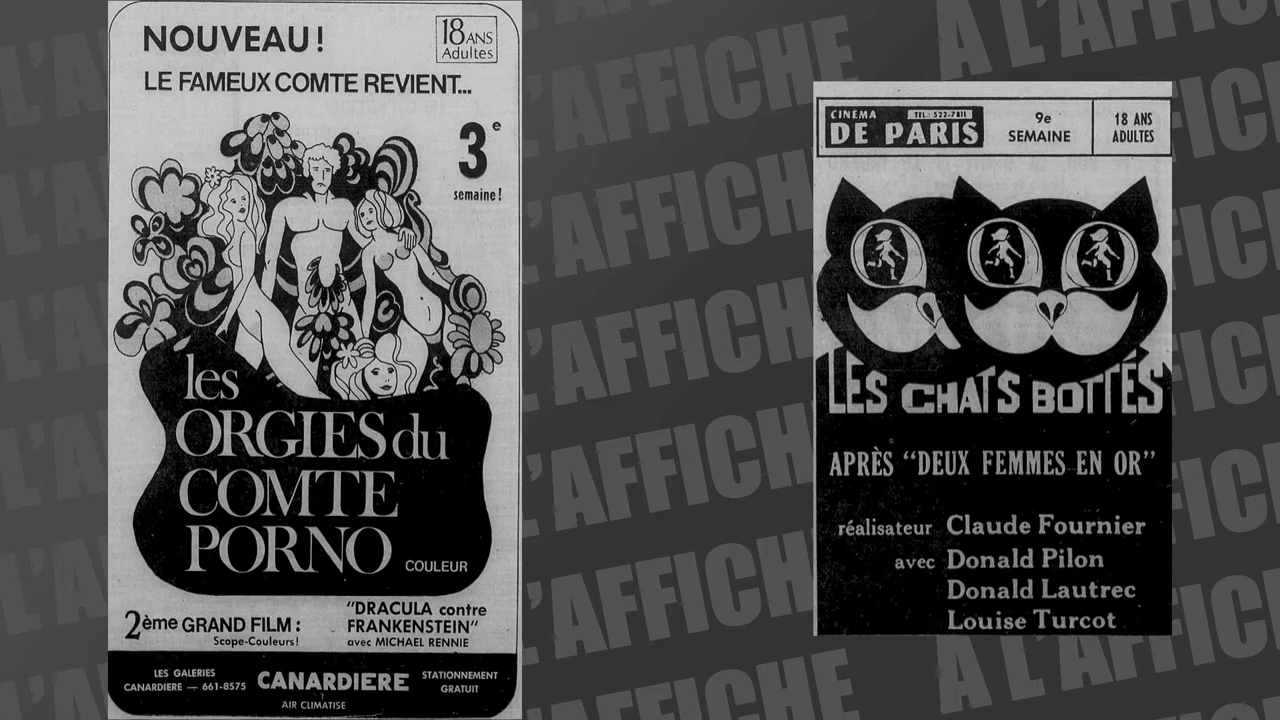 NOUVEAU!
18 ANS
Adultes
LE FAMEUX COMTE REVIENT...
3e
semaine!
les
ORGIES du
COMTE
PORNO
COULEUR
2ème GRAND FILM :
Scope-Couleurs!
"DRACULA contre
FRANKENSTEIN"
avec MICHAEL RENNIE
LES GALERIES
CANARDIERE — 661-8575
CANARDIERE
AIR CLIMATISE
STATIONNEMENT
GRATUIT
CINEMA
TEL.: 522-7811
DE PARIS
9e
SEMAINE
18 ANS
ADULTES
LES CHATS BOTTÉS
APRÈS "DEUX FEMMES EN OR"
réalisateur Claude Fournier
avec Donald Pilon
Donald Lautrec
Louise Turcot
À L'AFFICHE